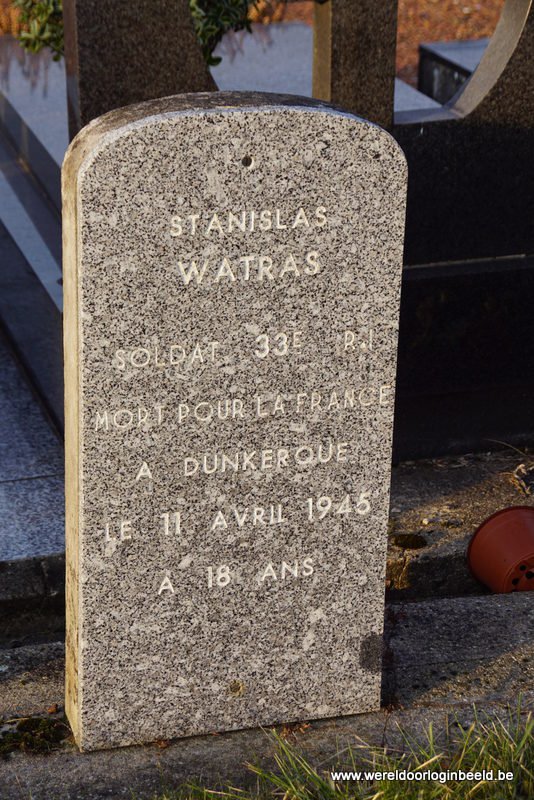 STANISLAS
WATRAS
SOLDAT 33E R.I
MORT POUR LA FRANCE
A DUNKERQUE
LE 11 AVRIL 1945
A 18 ANS
www.wereldoorloginbeeld.be